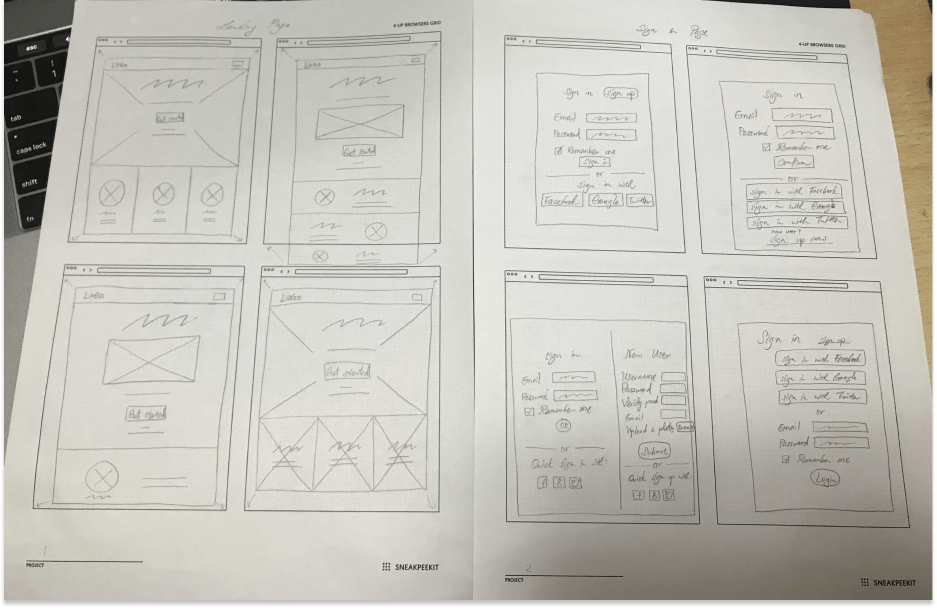 esc
~
!
1
tab
caps lock
shift
fn
Landing Page
4-UP BROWSERS GRID
Logo
Get started
Logo
Get started
Logo
Get started
Logo
Get started
1
PROJECT
SNEAKPEEKIT
Sign in Page
4-UP BROWSERS GRID
Sign in Sign up
Email
Password
Remember me
Sign in
or
Sign in with
Facebook Google Twitter
Sign in
Email
Password
Remember me
Confirm
or
Sign in with Facebook
Sign in with Google
Sign in with Twitter
new user?
Sign up now
Sign in
Email
Password
Remember me
OK
or
Quick Sign in with:
New User
Username
Password
Verify pwd
Email
Upload a photo
Submit
or
Quick Sign up with
Sign in Sign up
Sign in with Facebook
Sign in with Google
Sign in with Twitter
or
Email
Password
Remember me
Login
2
PROJECT
SNEAKPEEKIT